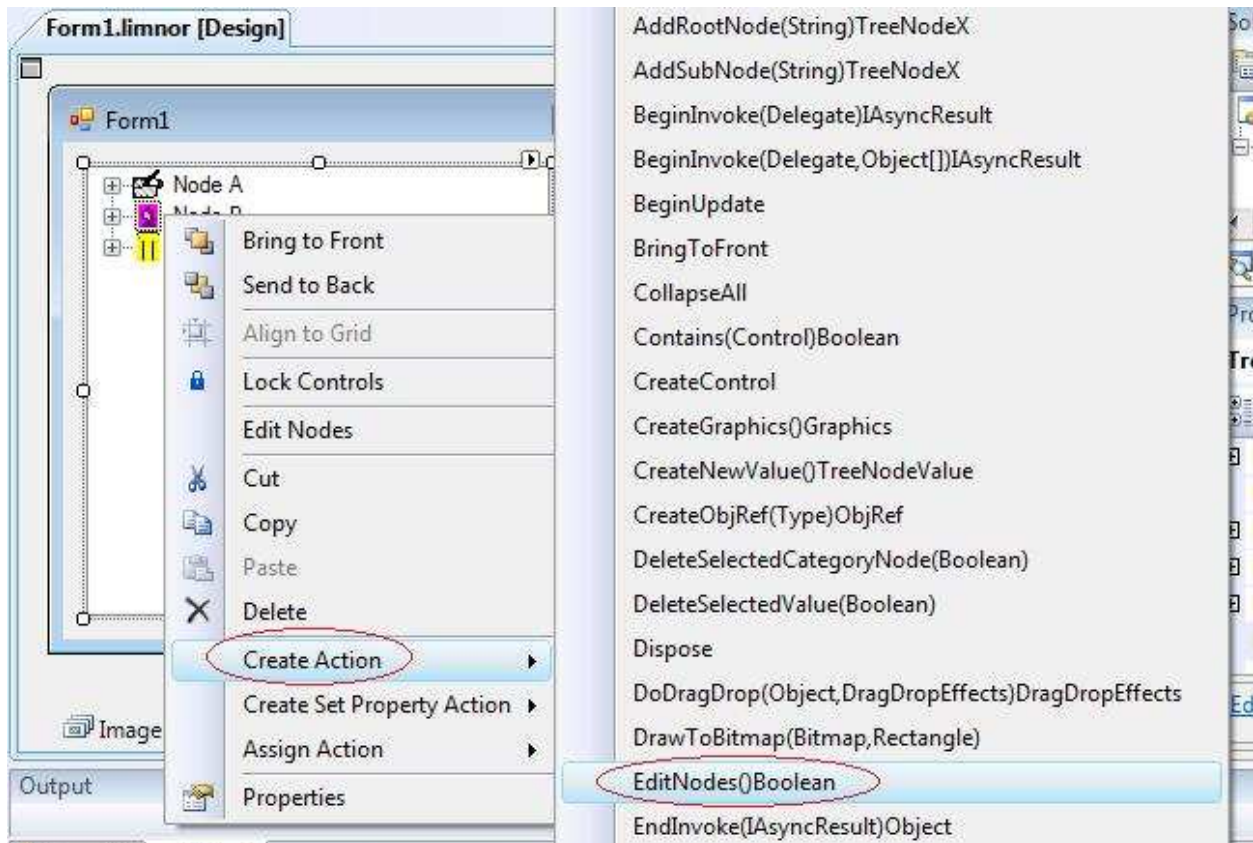 Form1.limnor [Design]
Form1
Node A
Bring to Front
Send to Back
Align to Grid
Lock Controls
Edit Nodes
Cut
Copy
Paste
Delete
Create Action
Create Set Property Action
Assign Action
Properties
Image
Output
AddRootNode(String)TreeNodeX
AddSubNode(String)TreeNodeX
BeginInvoke(Delegate)IAsyncResult
BeginInvoke(Delegate,Object[])IAsyncResult
BeginUpdate
BringToFront
CollapseAll
Contains(Control)Boolean
CreateControl
CreateGraphics()Graphics
CreateNewValue()TreeNodeValue
CreateObjRef(Type)ObjRef
DeleteSelectedCategoryNode(Boolean)
DeleteSelectedValue(Boolean)
Dispose
DoDragDrop(Object,DragDropEffects)DragDropEffects
DrawToBitmap(Bitmap,Rectangle)
EditNodes()Boolean
EndInvoke(IAsyncResult)Object
So
Pro
Tre
Ed